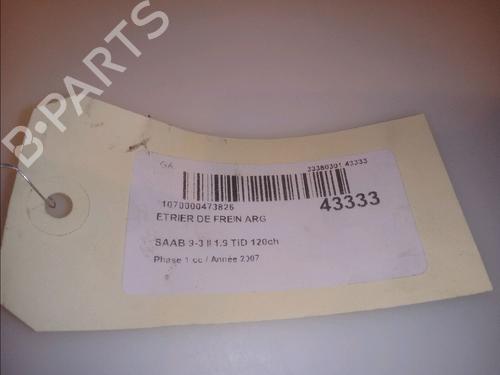 B-PARTS
GA
33380301 43333
1070000473826
43333
ETRIER DE FREIN ARG
SAAB 9-3 II 1.9 TiD 120ch
Phase 1 cc / Année 2007